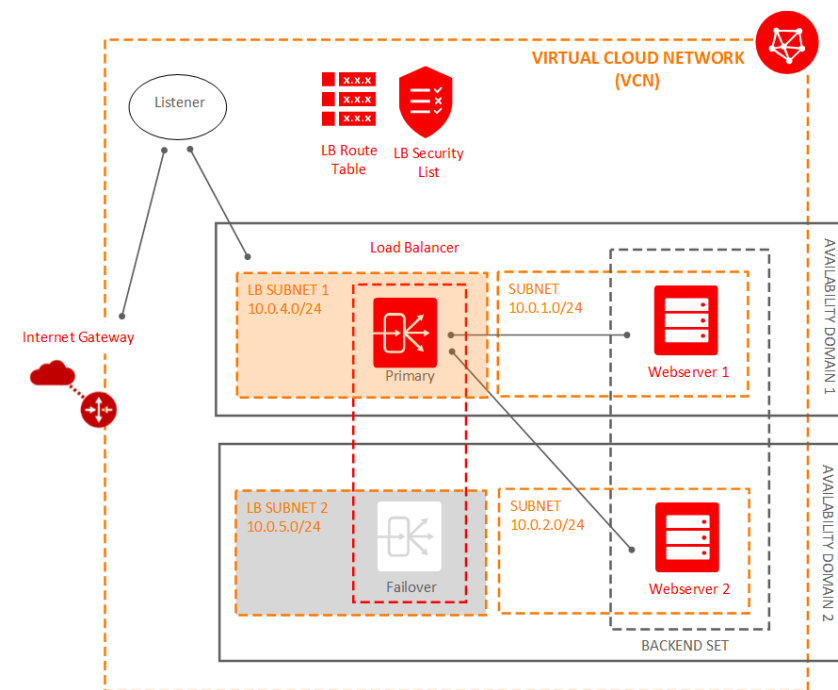 VIRTUAL CLOUD NETWORK
(VCN)
Listener
x.x.x
x.x.x
x.x.x
LB Route
Table
LB Security
List
Load Balancer
LB SUBNET 1
10.0.4.0/24
Primary
SUBNET
10.0.1.0/24
Webserver 1
AVAILABILITY DOMAIN 1
Internet Gateway
LB SUBNET 2
10.0.5.0/24
Failover
SUBNET
10.0.2.0/24
Webserver 2
AVAILABILITY DOMAIN 2
BACKEND SET